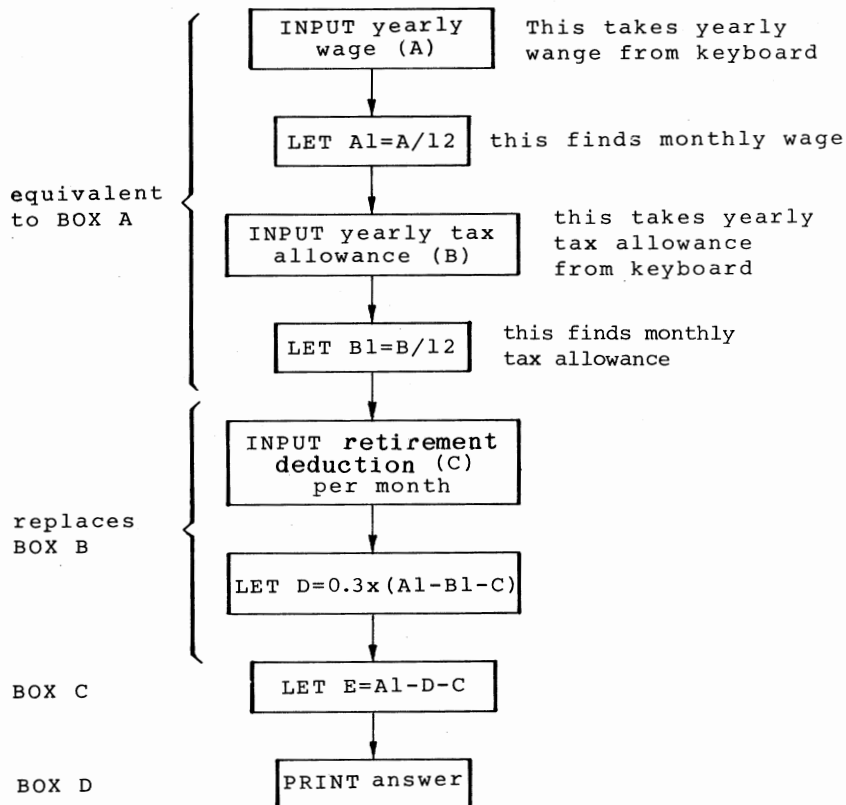 INPUT yearly
wage (A)
This takes yearly
wange from keyboard
LET A1=A/12
this finds monthly wage
equivalent
to BOX A
INPUT yearly tax
allowance (B)
this takes yearly
tax allowance
from keyboard
LET B1=B/12
this finds monthly
tax allowance
INPUT retirement
deduction (C)
per month
replaces
BOX B
LET D=0.3x(A1-B1-C)
BOX C
LET E=A1-D-C
BOX D
PRINT answer